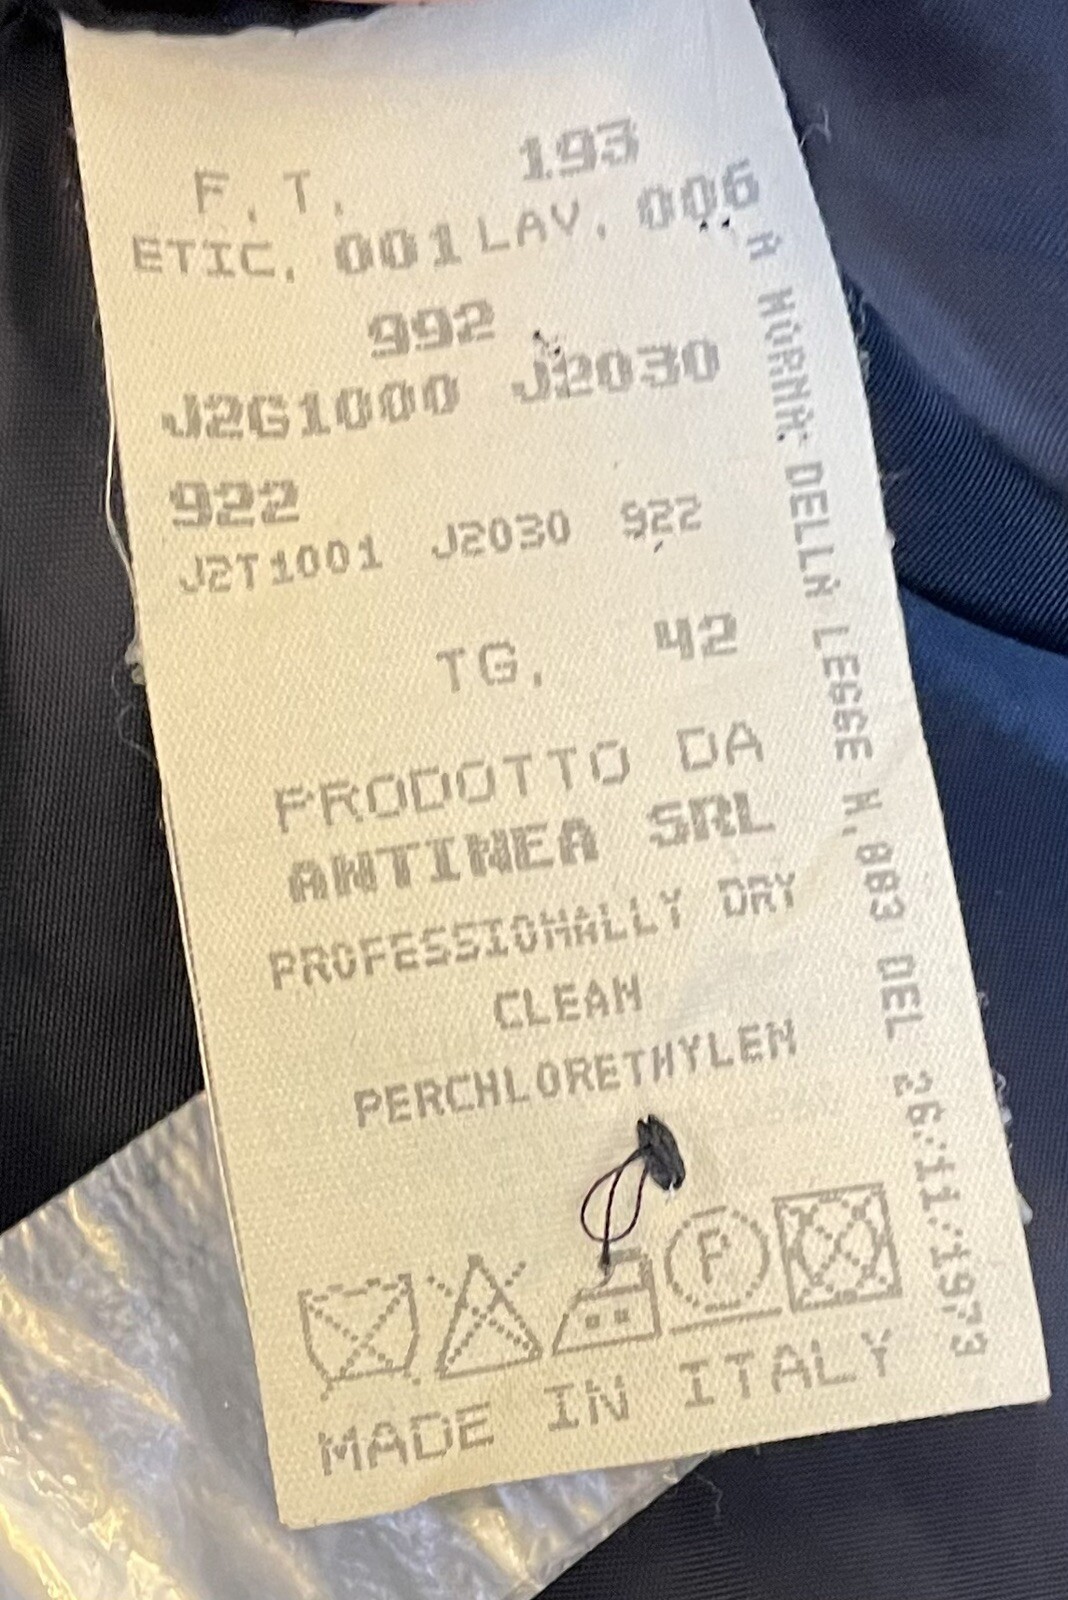 F.T. 193
ETIC. 001 LAV. 006
992
J2G1000 J2030
922
J2T1001 J2030 922
TG. 42
PRODOTTO DA
ANTINEA SRL
PROFESSIONALLY DRY
CLEAN
PERCHLORETHYLEN
P
MADE IN ITALY
A NORMA: DELLA LEGGE N.883 DEL 26/11/1973